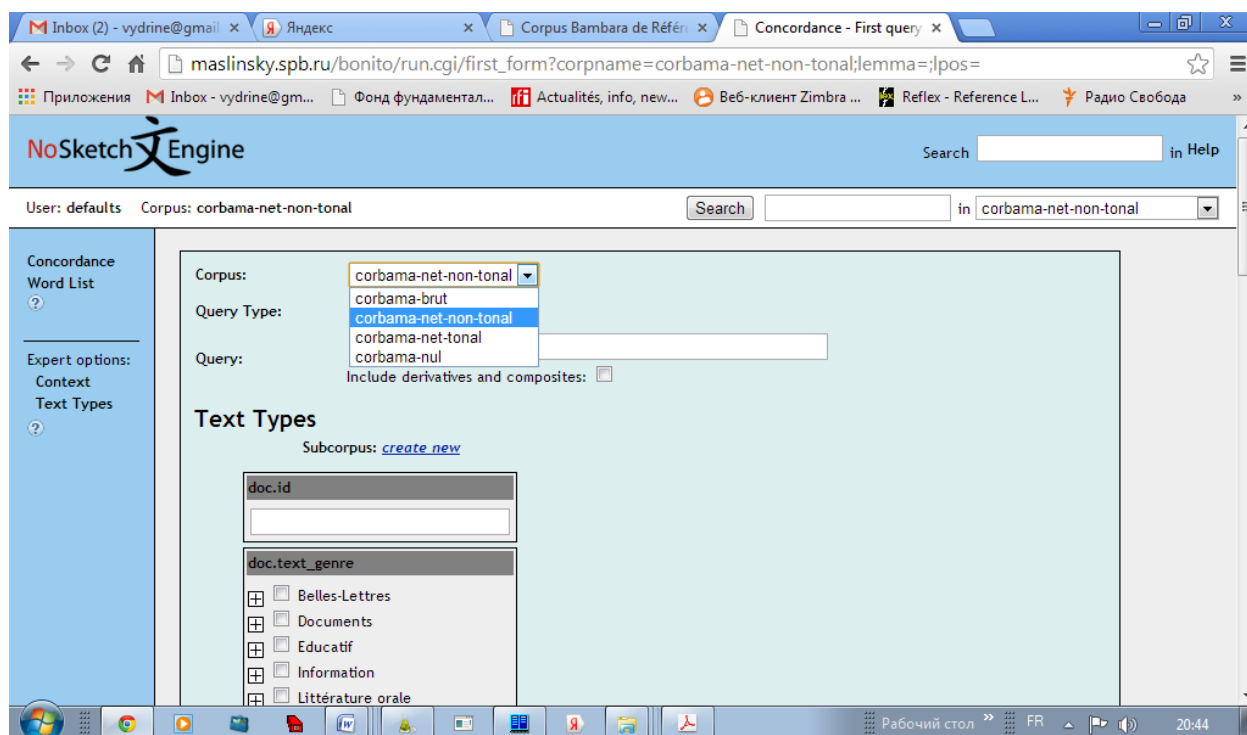 Inbox (2) - vydrine@gmail × Яндекс × Corpus Bambara de Référe × Concordance - First query ×
maslinsky.spb.ru/bonito/run.cgi/first_form?corpname=corbama-net-non-tonal;lemma=;lpos=
Приложения Inbox - vydrine@gm... Фонд фундаментал... rfi Actualités, info, new... Веб-клиент Zimbra ... Reflex - Reference L... Радио Свобода »
NoSketch Engine Search in Help
User: defaults Corpus: corbama-net-non-tonal Search in corbama-net-non-tonal
Concordance
Word List
?
Expert options:
Context
Text Types
?
Corpus: corbama-net-non-tonal
corbama-brut
Query Type: corbama-net-non-tonal
corbama-net-tonal
Query: corbama-nul
Include derivatives and composites:
Text Types
Subcorpus: create new
doc.id
doc.text_genre
Belles-Lettres
Documents
Educatif
Information
Littérature orale
Рабочий стол » FR 20:44